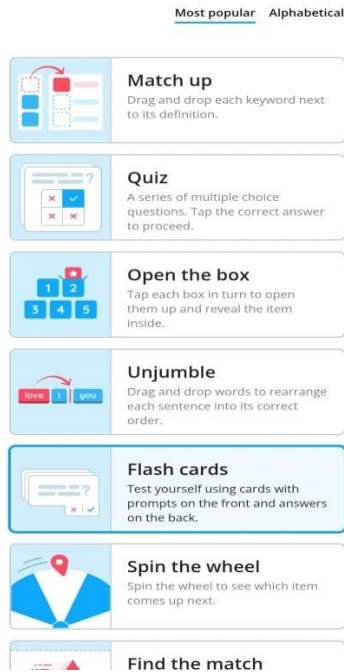 Most popular Alphabetical
Match up
Drag and drop each keyword next
to its definition.
?
Quiz
A series of multiple choice
questions. Tap the correct answer
to proceed.
1 2
3 4 5
Open the box
Tap each box in turn to open
them up and reveal the item
inside.
love I you
Unjumble
Drag and drop words to rearrange
each sentence into its correct
order.
?
Flash cards
Test yourself using cards with
prompts on the front and answers
on the back.
Spin the wheel
Spin the wheel to see which item
comes up next.
Find the match